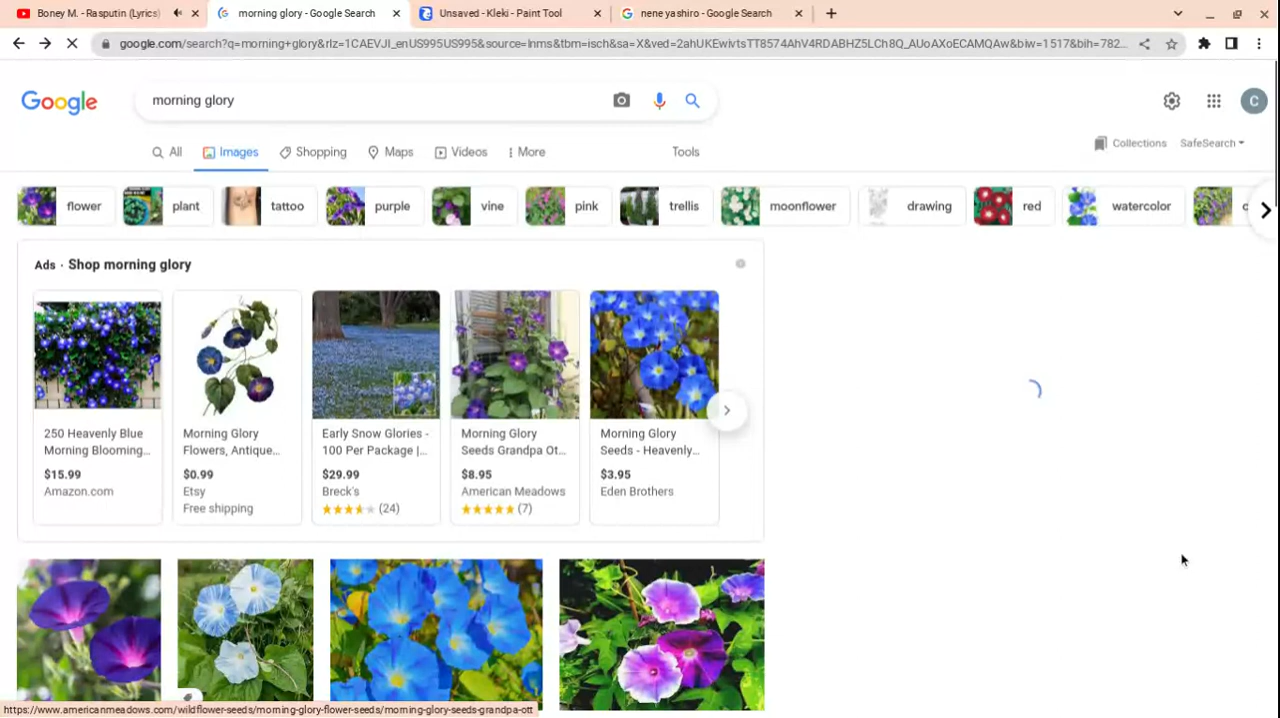 Boney M. - Rasputin (Lyrics)
morning glory - Google Search
Unsaved - Kleki - Paint Tool
nene yashiro - Google Search
google.com/search?q=morning+glory&rlz=1CAEVJI_enUS995US995&source=lnms&tbm=isch&sa=X&ved=2ahUKEwivtsTT8574AhV4RDABHZ5LCh8Q_AUoAXoECAMQAw&biw=1517&bih=782...
Google
morning glory
C
All
Images
Shopping
Maps
Videos
More
Tools
Collections
SafeSearch
flower
plant
tattoo
purple
vine
pink
trellis
moonflower
drawing
red
watercolor
Ads · Shop morning glory
250 Heavenly Blue
Morning Blooming...
$15.99
Amazon.com
Morning Glory
Flowers, Antique...
$0.99
Etsy
Free shipping
Early Snow Glories -
100 Per Package |...
$29.99
Breck's
(24)
Morning Glory
Seeds Grandpa Ot...
$8.95
American Meadows
(7)
Morning Glory
Seeds - Heavenly...
$3.95
Eden Brothers
https://www.americanmeadows.com/wildflower-seeds/morning-glory-flower-seeds/morning-glory-seeds-grandpa-ott